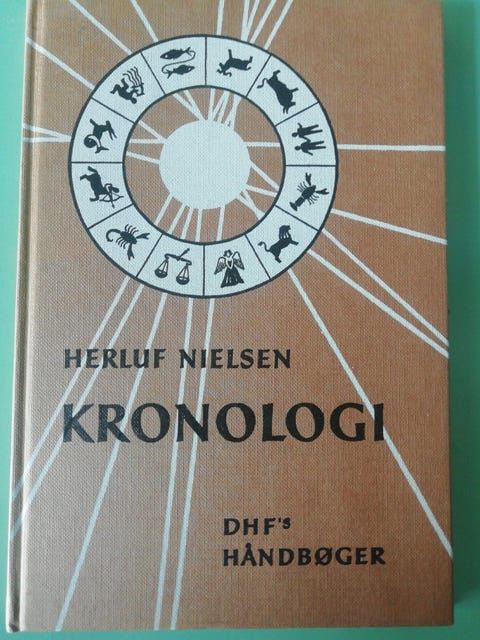 HERLUF NIELSEN
KRONOLOGI
DHF's
HÅNDBØGER